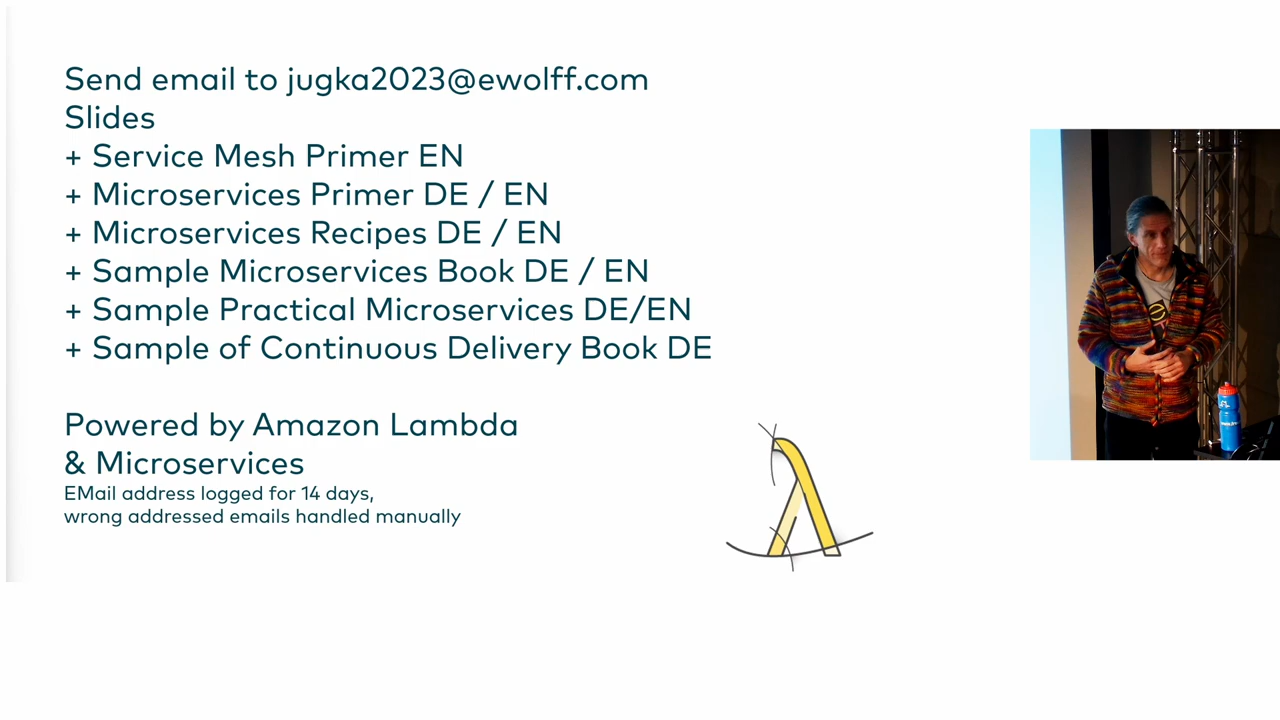 Send email to jugka2023@ewolff.com
Slides
+ Service Mesh Primer EN
+ Microservices Primer DE / EN
+ Microservices Recipes DE / EN
+ Sample Microservices Book DE / EN
+ Sample Practical Microservices DE/EN
+ Sample of Continuous Delivery Book DE
Powered by Amazon Lambda
& Microservices
EMail address logged for 14 days,
wrong addressed emails handled manually